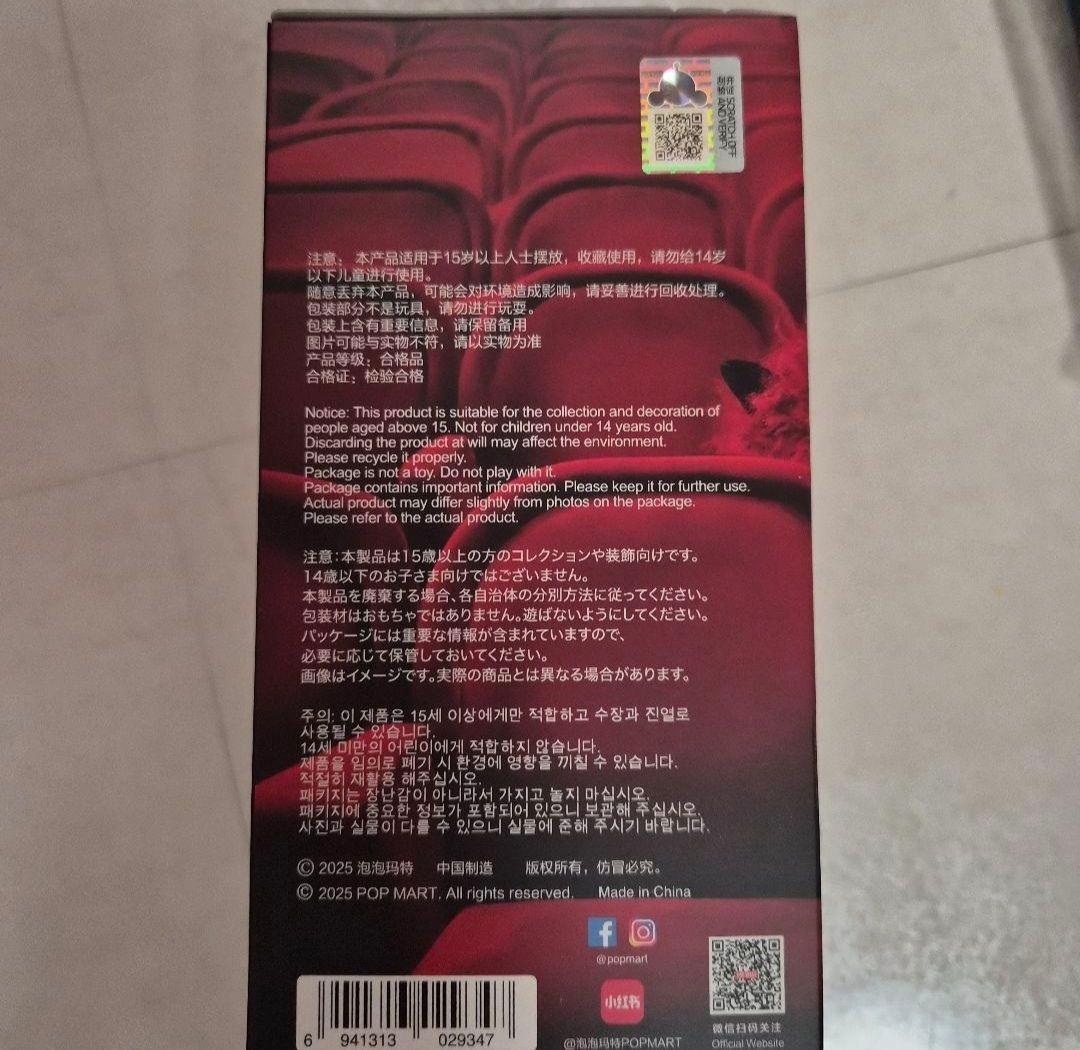 在包 SCRATCH OFF
AND VERIFY
注意： 本产品适用于15岁以上人士摆放，收藏使用，请勿给14岁
以下儿童进行使用。
随意丢弃本产品，可能会对环境造成影响，请妥善进行回收处理。
包装部分不是玩具，请勿进行玩耍。
包装上含有重要信息，请保留备用
图片可能与实物不符，请以实物为准
产品等级：合格品
合格证：检验合格
Notice: This product is suitable for the collection and decoration of
people aged above 15. Not for children under 14 years old.
Discarding the product at will may affect the environment.
Please recycle it properly.
Package is not a toy. Do not play with it.
Package contains important information. Please keep it for further use.
Actual product may differ slightly from photos on the package.
Please refer to the actual product.
注意：本製品は15歳以上の方のコレクションや装飾向けです。
14歳以下のお子さま向けではございません。
本製品を廃棄する場合、各自治体の分別方法に従ってください。
包装材はおもちゃではありません。遊ばないようにしてください。
パッケージには重要な情報が含まれていますので、
必要に応じて保管しておいてください。
画像はイメージです。実際の商品とは異なる場合があります。
주의: 이 제품은 15세 이상에게만 적합하고 수장과 진열로
사용될 수 있습니다.
14세 미만의 어린이에게 적합하지 않습니다.
제품을 임의로 폐기 시 환경에 영향을 끼칠 수 있습니다.
적절히 재활용 해주십시오.
패키지는 장난감이 아니라서 가지고 놀지 마십시오.
패키지에 중요한 정보가 포함되어 있으니 보관해 주십시오.
사진과 실물이 다를 수 있으니 실물에 준해 주시기 바랍니다.
© 2025 泡泡玛特 中国制造 版权所有，仿冒必究。
© 2025 POP MART. All rights reserved. Made in China
@popmart
小红书
@泡泡玛特POPMART
微信扫码关注
Official Website
6 941313 029347